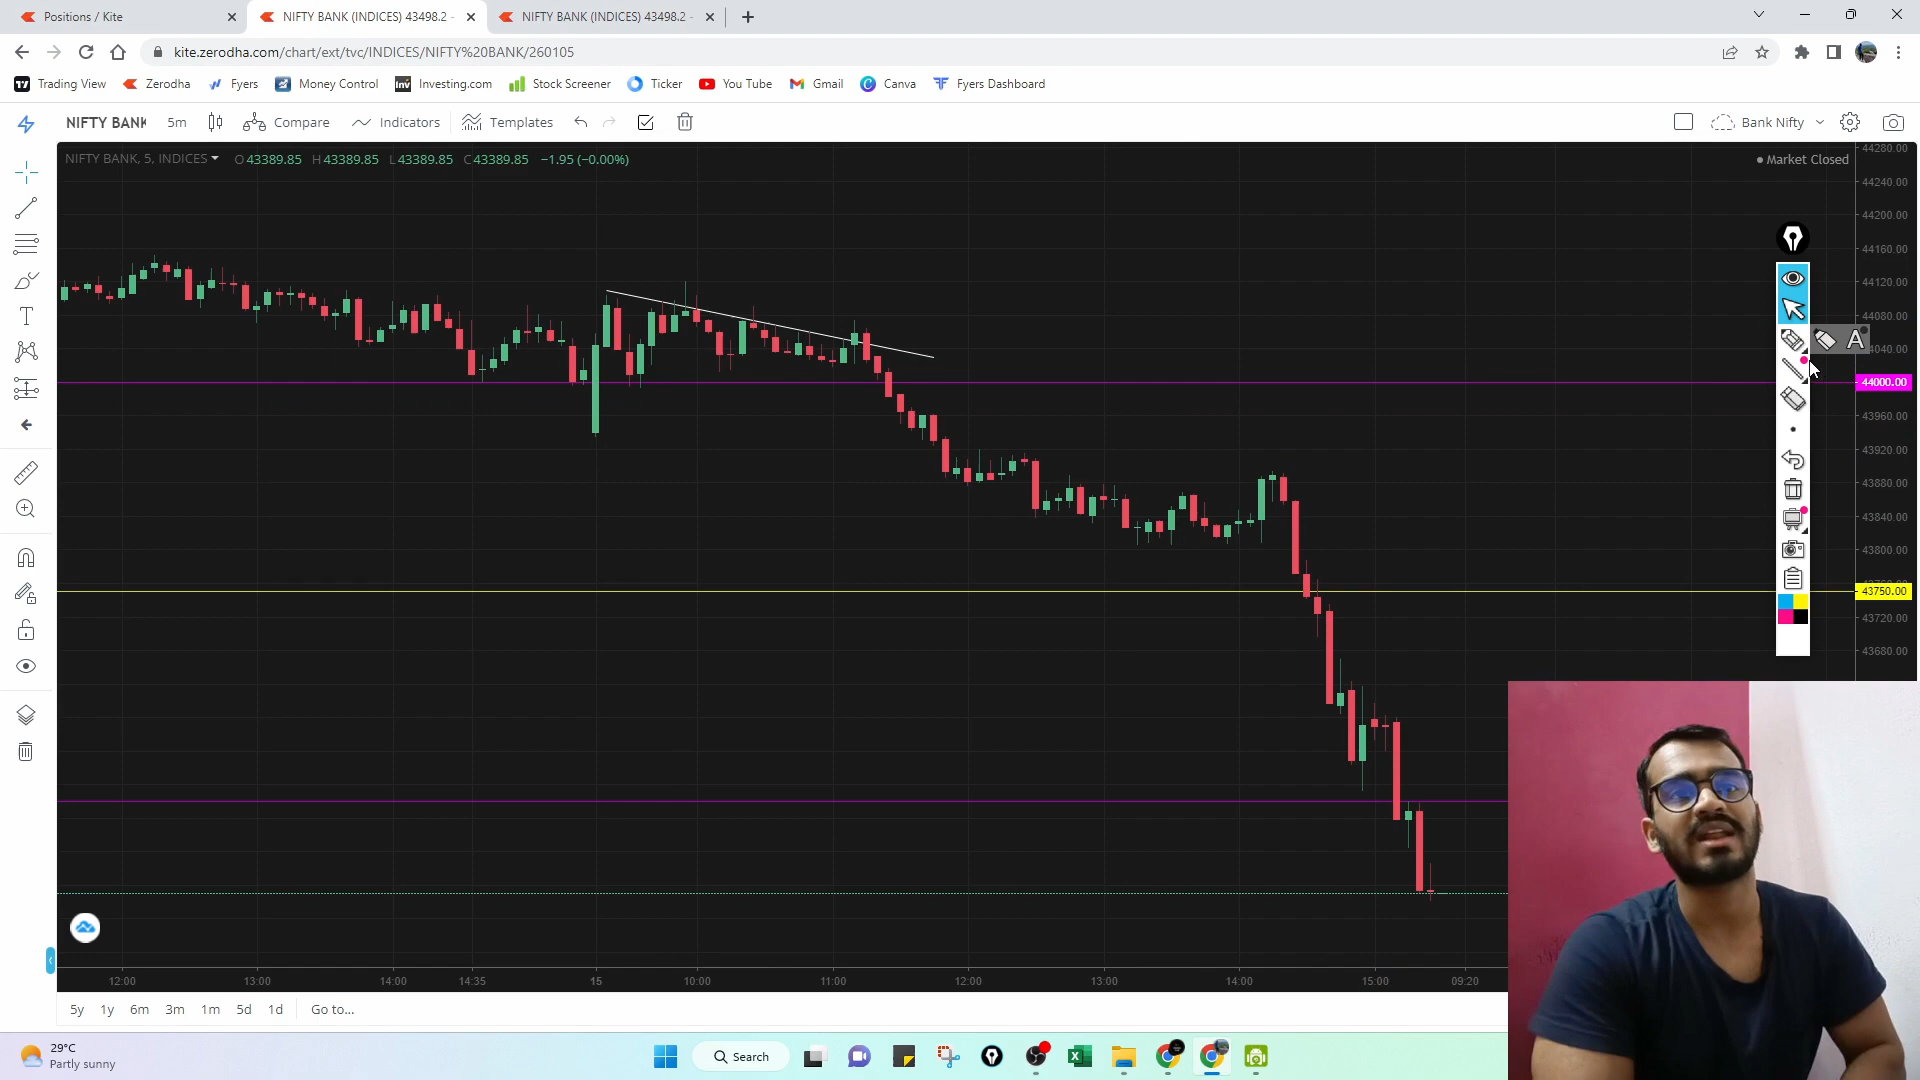 Positions / Kite
NIFTY BANK (INDICES) 43498.2 -
NIFTY BANK (INDICES) 43498.2 -
kite.zerodha.com/chart/ext/tvc/INDICES/NIFTY%20BANK/260105
Trading View Zerodha Fyers Money Control Inv Investing.com Stock Screener Ticker You Tube Gmail Canva Fyers Dashboard
NIFTY BANK 5m Compare Indicators Templates Bank Nifty
NIFTY BANK, 5, INDICES O 43389.85 H 43389.85 L 43389.85 C 43389.85 −1.95 (−0.00%)
Market Closed
44280.00
44240.00
44200.00
44160.00
44120.00
44080.00
A
44040.00
44000.00
43960.00
43920.00
43880.00
43840.00
43800.00
43750.00
43720.00
43680.00
12:00 13:00 14:00 14:35 15 10:00 11:00 12:00 13:00 14:00 15:00 09:20
5y 1y 6m 3m 1m 5d 1d Go to...
29°C
Partly sunny
Search